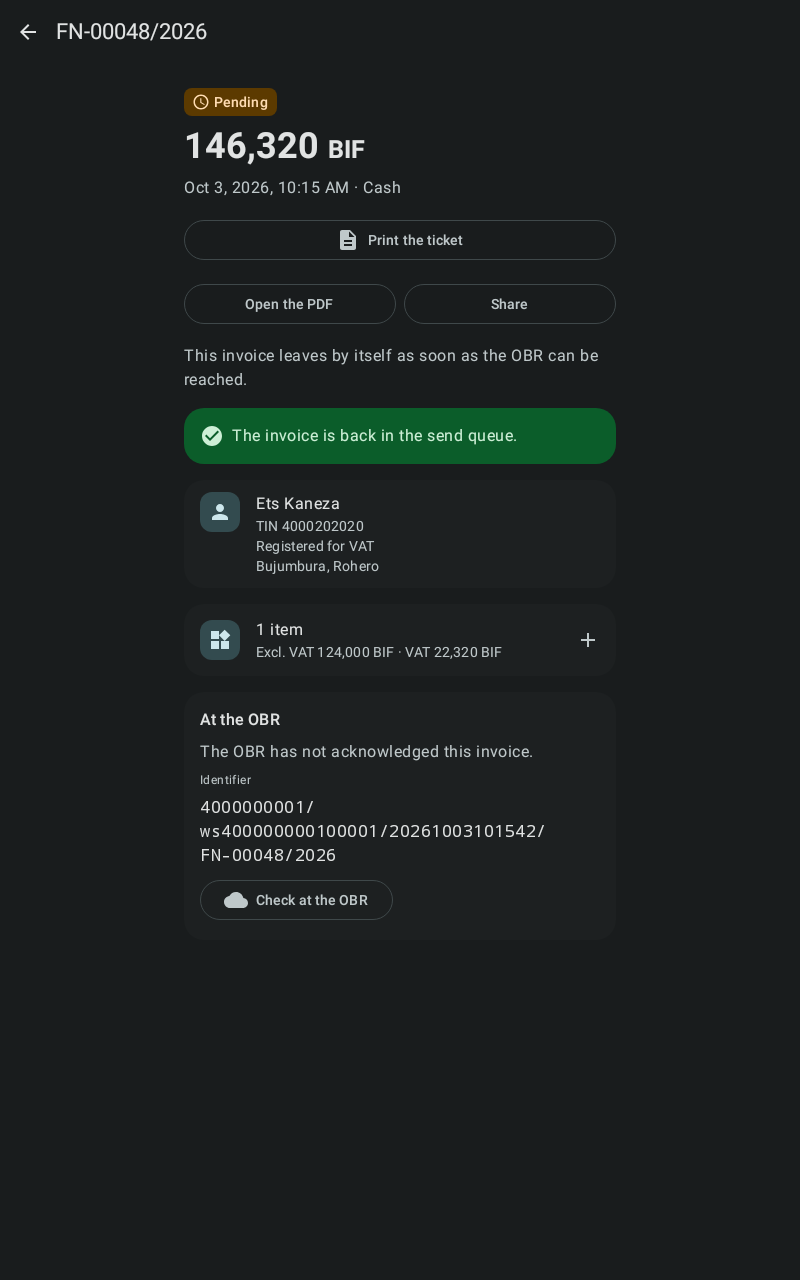 FN-00048/2026
Pending
146,320 BIF
Oct 3, 2026, 10:15 AM · Cash
Print the ticket
Open the PDF
Share
This invoice leaves by itself as soon as the OBR can be
reached.
The invoice is back in the send queue.
Ets Kaneza
TIN 4000202020
Registered for VAT
Bujumbura, Rohero
1 item
Excl. VAT 124,000 BIF · VAT 22,320 BIF
At the OBR
The OBR has not acknowledged this invoice.
Identifier
4000000001/
ws400000000100001/20261003101542/
FN-00048/2026
Check at the OBR